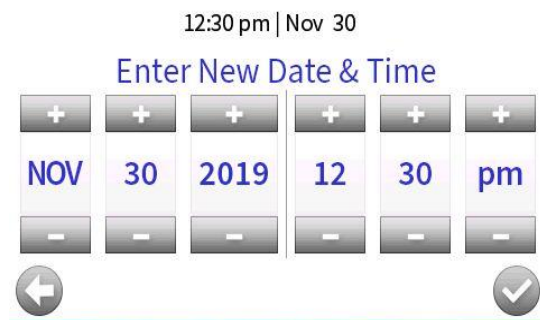 12:30 pm | Nov 30
Enter New Date & Time
+ + + + + +
NOV 30 2019 12 30 pm
- - - - - -